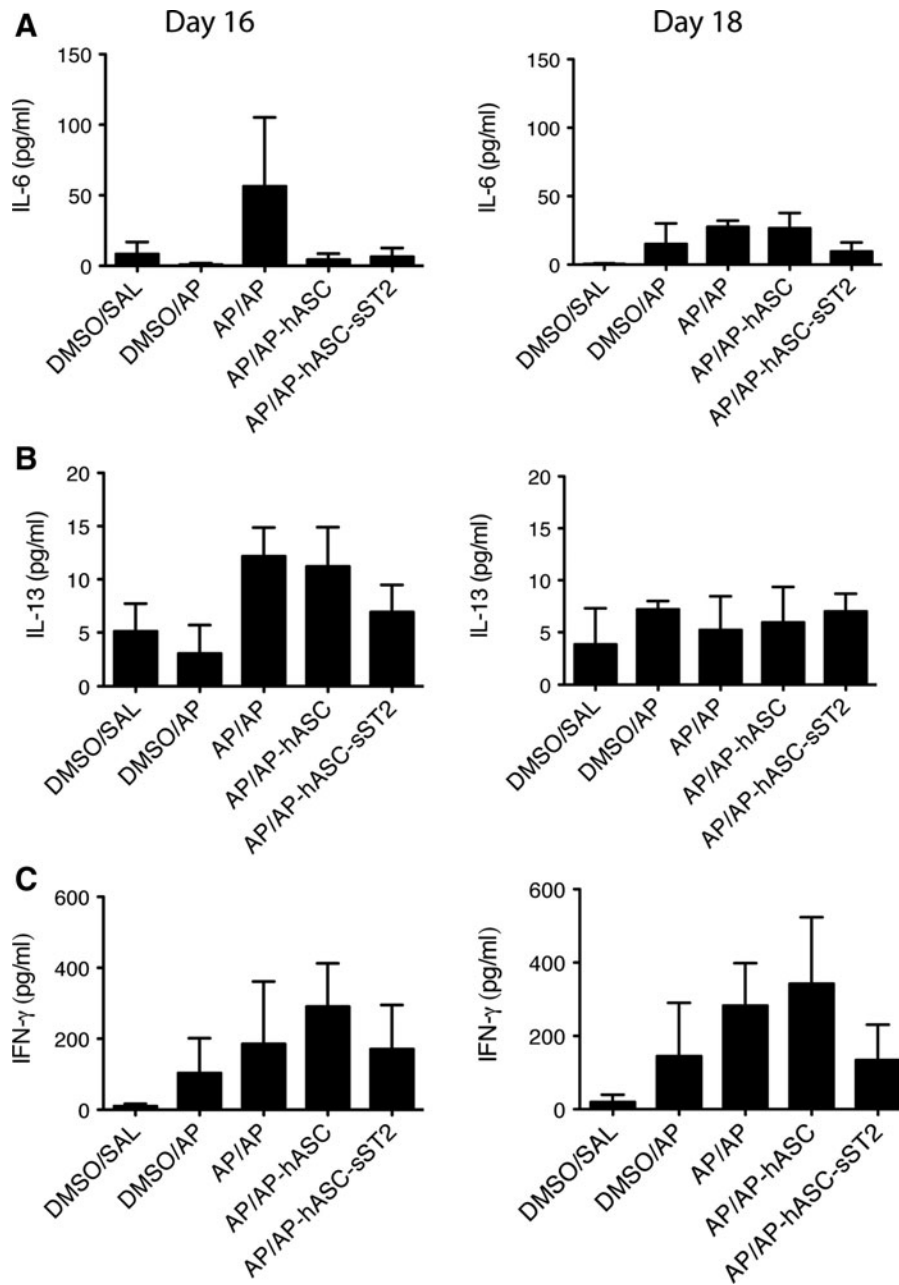 A
Day 16
Day 18
IL-6 (pg/ml)
150
100
50
0
DMSO/SAL
DMSO/AP
AP/AP
AP/AP-hASC
AP/AP-hASC-sST2
IL-6 (pg/ml)
150
100
50
0
DMSO/SAL
DMSO/AP
AP/AP
AP/AP-hASC
AP/AP-hASC-sST2
B
IL-13 (pg/ml)
20
15
10
5
0
DMSO/SAL
DMSO/AP
AP/AP
AP/AP-hASC
AP/AP-hASC-sST2
IL-13 (pg/ml)
20
15
10
5
0
DMSO/SAL
DMSO/AP
AP/AP
AP/AP-hASC
AP/AP-hASC-sST2
C
IFN-γ (pg/ml)
600
400
200
0
DMSO/SAL
DMSO/AP
AP/AP
AP/AP-hASC
AP/AP-hASC-sST2
IFN-γ (pg/ml)
600
400
200
0
DMSO/SAL
DMSO/AP
AP/AP
AP/AP-hASC
AP/AP-hASC-sST2